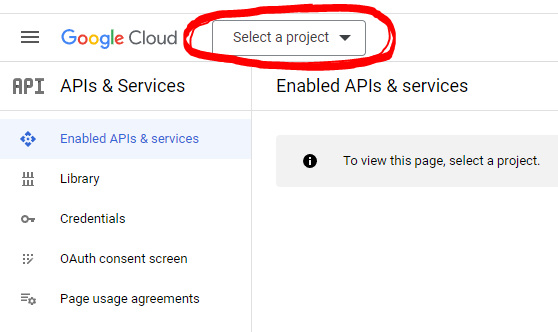 Google Cloud
Select a project
API APIs & Services
Enabled APIs & services
Enabled APIs & services
Library
Credentials
OAuth consent screen
Page usage agreements
To view this page, select a project.